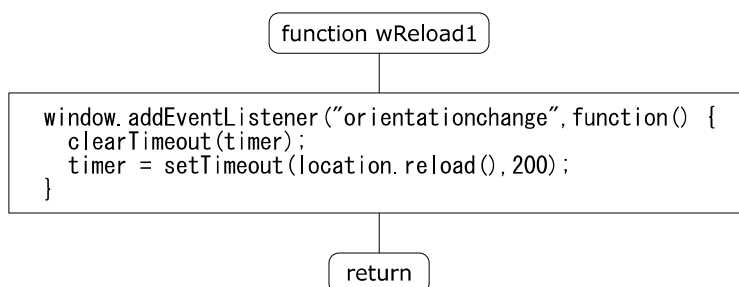 function wReload1
window.addEventListener("orientationchange",function() {
clearTimeout(timer);
timer = setTimeout(location.reload(),200);
}
return